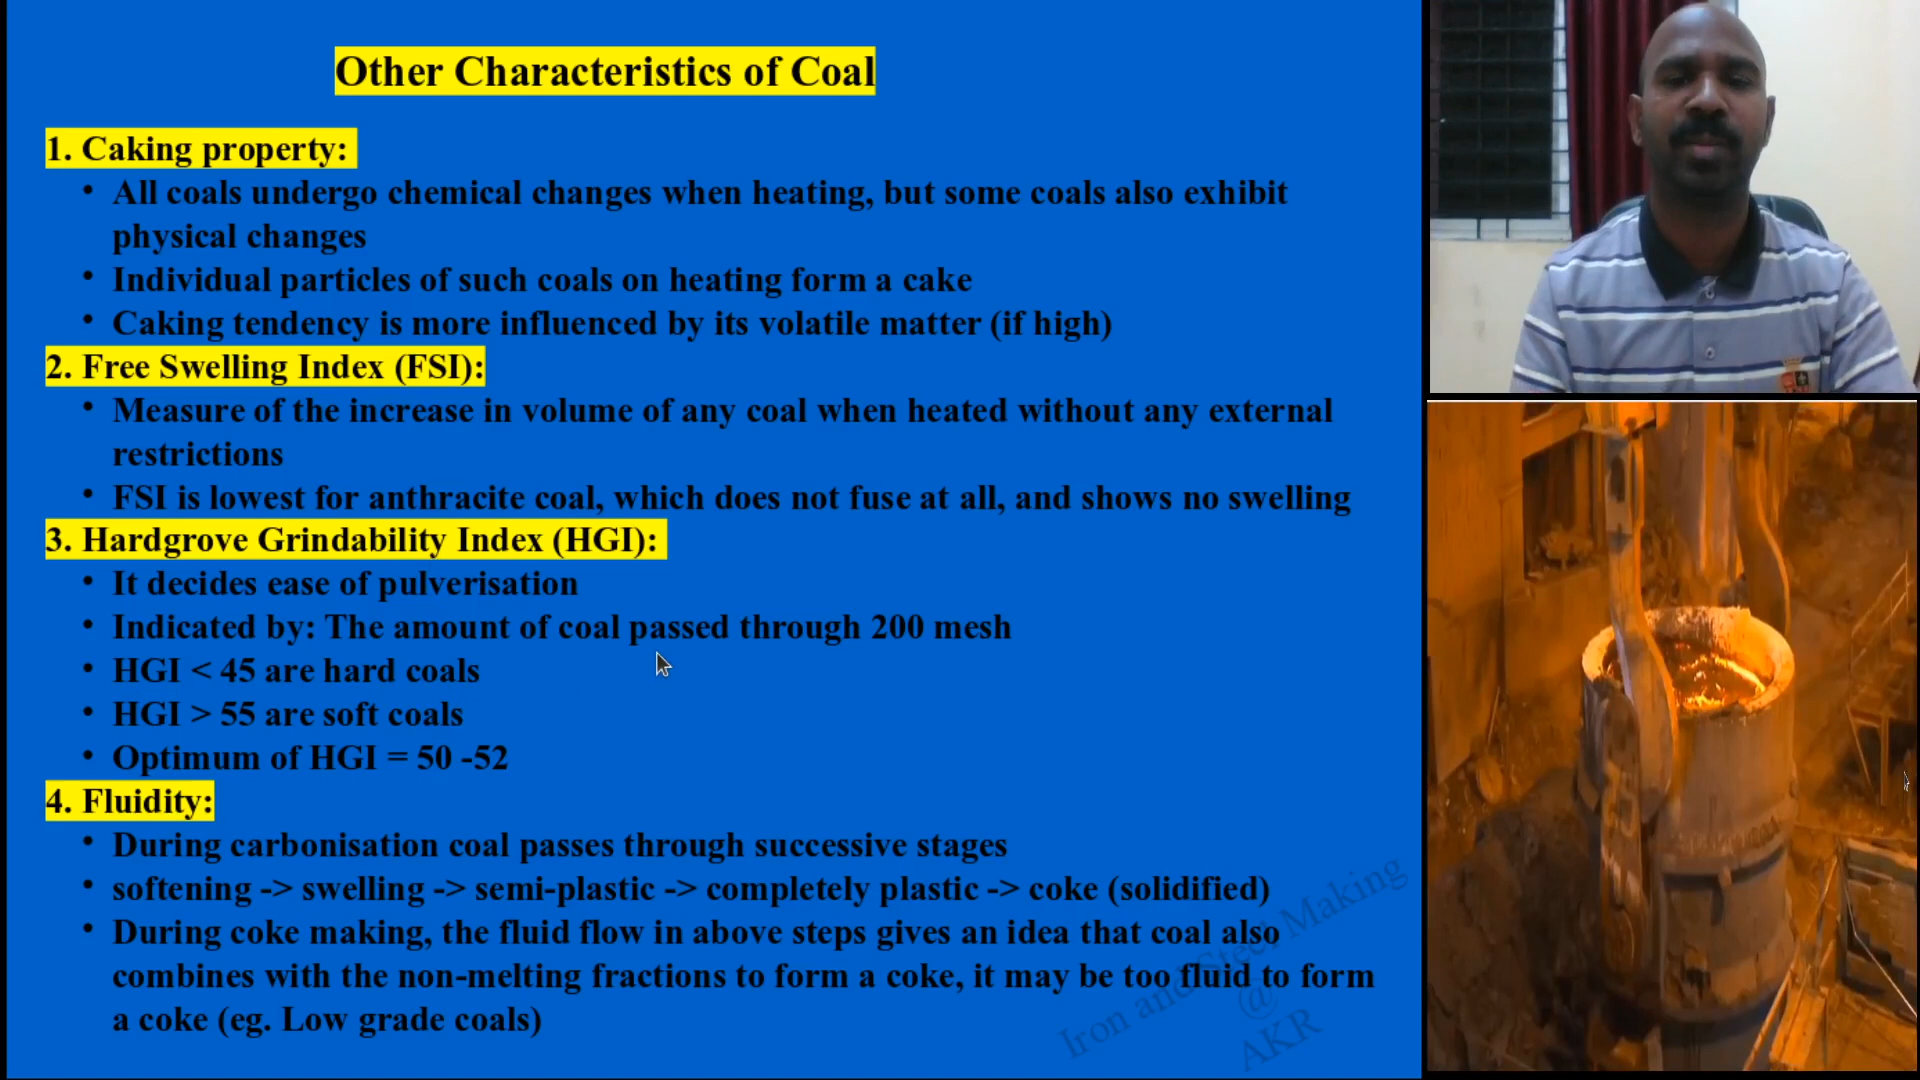 Other Characteristics of Coal
1. Caking property:
• All coals undergo chemical changes when heating, but some coals also exhibit
physical changes
• Individual particles of such coals on heating form a cake
• Caking tendency is more influenced by its volatile matter (if high)
2. Free Swelling Index (FSI):
• Measure of the increase in volume of any coal when heated without any external
restrictions
• FSI is lowest for anthracite coal, which does not fuse at all, and shows no swelling
3. Hardgrove Grindability Index (HGI):
• It decides ease of pulverisation
• Indicated by: The amount of coal passed through 200 mesh
• HGI < 45 are hard coals
• HGI > 55 are soft coals
• Optimum of HGI = 50 -52
4. Fluidity:
• During carbonisation coal passes through successive stages
• softening -> swelling -> semi-plastic -> completely plastic -> coke (solidified)
• During coke making, the fluid flow in above steps gives an idea that coal also
combines with the non-melting fractions to form a coke, it may be too fluid to form
a coke (eg. Low grade coals)
Iron and Steel Making
@
AKR